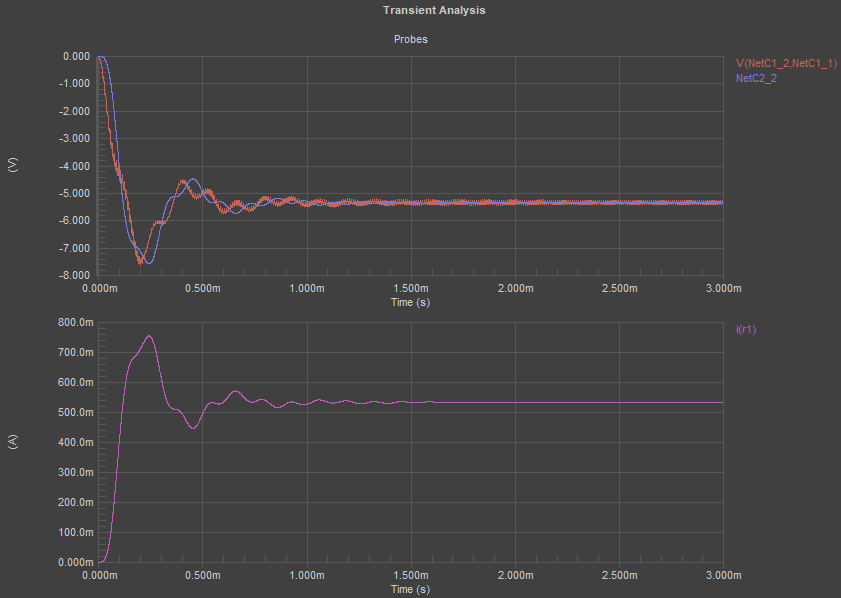 Transient Analysis
Probes
V(NetC1_2,NetC1_1)
NetC2_2
(V)
0.000
-1.000
-2.000
-3.000
-4.000
-5.000
-6.000
-7.000
-8.000
0.000m 0.500m 1.000m 1.500m 2.000m 2.500m 3.000m
Time (s)
i(r1)
(A)
800.0m
700.0m
600.0m
500.0m
400.0m
300.0m
200.0m
100.0m
0.000m
0.000m 0.500m 1.000m 1.500m 2.000m 2.500m 3.000m
Time (s)